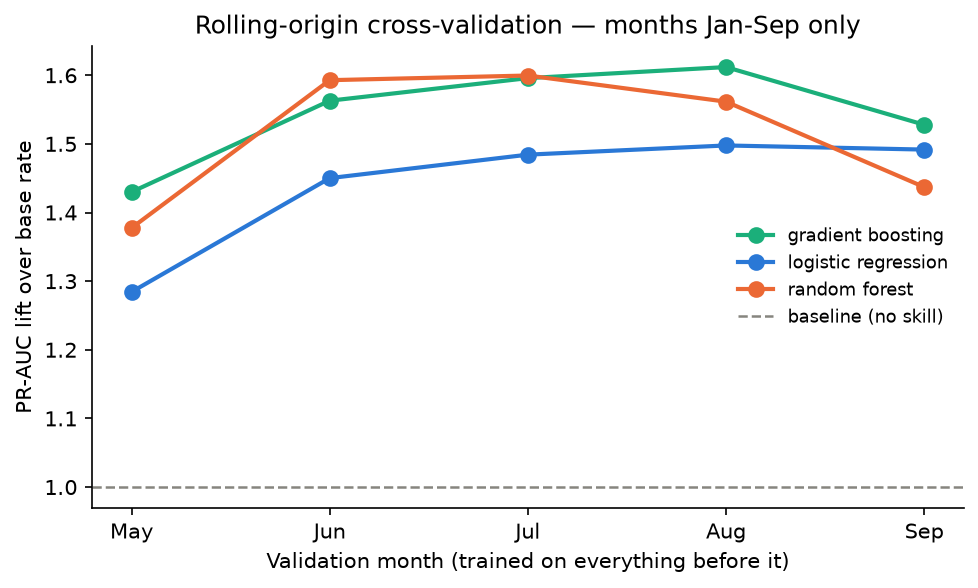 Rolling-origin cross-validation — months Jan-Sep only
PR-AUC lift over base rate
1.6
1.5
1.4
1.3
1.2
1.1
1.0
gradient boosting
logistic regression
random forest
baseline (no skill)
May Jun Jul Aug Sep
Validation month (trained on everything before it)